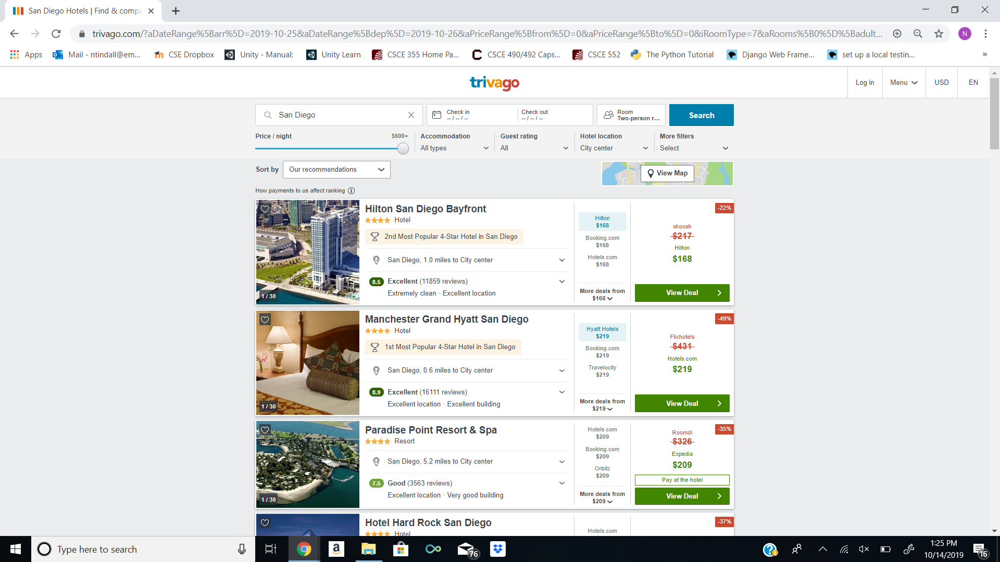 San Diego Hotels | Find & compa
trivago.com/?aDateRange%5Barr%5D=2019-10-25&aDateRange%5Bdep%5D=2019-10-26&aPriceRange%5Bfrom%5D=0&aPriceRange%5Bto%5D=0&iRoomType=7&aRooms%5B0%5D%5Badult...
N
Apps
Mail - ntindall@em...
CSE Dropbox
Unity - Manual:
Unity Learn
CSCE 355 Home Pa...
CSCE 490/492 Caps...
CSCE 552
The Python Tutorial
Django Web Frame...
set up a local testin...
»
trivago
Log in
Menu
USD
EN
San Diego
Check in
-- / -- / --
Check out
-- / -- / --
Room
Two-person r...
Search
Price / night
$600+
Accommodation
All types
Guest rating
All
Hotel location
City center
More filters
Select
Sort by
Our recommendations
View Map
How payments to us affect ranking
Hilton San Diego Bayfront
Hotel
2nd Most Popular 4-Star Hotel in San Diego
San Diego, 1.0 miles to City center
8.5 Excellent (11859 reviews)
Extremely clean · Excellent location
1 / 30
Hilton
$168
Booking.com
$168
Hotels.com
$168
More deals from
$168
-22%
skoosh
$217
Hilton
$168
View Deal
Manchester Grand Hyatt San Diego
Hotel
1st Most Popular 4-Star Hotel in San Diego
San Diego, 0.6 miles to City center
8.9 Excellent (16111 reviews)
Excellent location · Excellent building
1 / 30
Hyatt Hotels
$219
Booking.com
$219
Travelocity
$219
More deals from
$219
-49%
Flixhotels
$431
Hotels.com
$219
View Deal
Paradise Point Resort & Spa
Resort
San Diego, 5.2 miles to City center
7.5 Good (3563 reviews)
Excellent location · Very good building
1 / 30
Hotels.com
$209
Booking.com
$209
Orbitz
$209
More deals from
$209
-35%
Roomdi
$326
Expedia
$209
Pay at the hotel
View Deal
Hotel Hard Rock San Diego
Hotel
Hotels.com
-37%
Type here to search
a
76
1:25 PM
10/14/2019
16